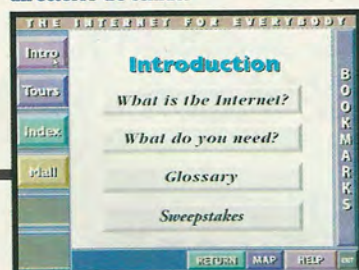 THE INTERNET FOR EVERYBODY
Intro
Tours
Index
Mall
Introduction
What is the Internet?
What do you need?
Glossary
Sweepstakes
BOOKMARKS
RETURN MAP HELP EXIT